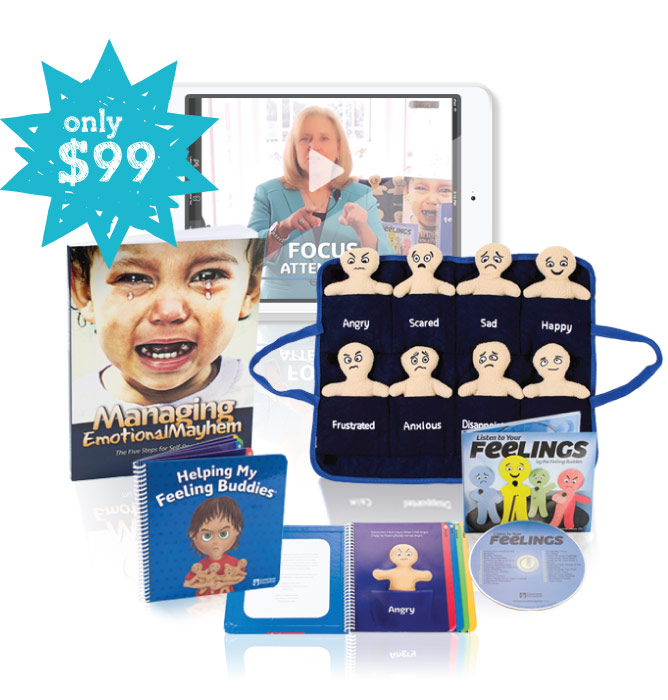 only
$99
FOCUS
ATTE
Angry
Scared
Sad
Happy
Frustrated
Anxious
Managing
Emotional Mayhem
The Five Steps for Self-
Listen to Your
FEELINGS
by the Feeling Buddies
Helping My
Feeling Buddies
Angry
FEELINGS